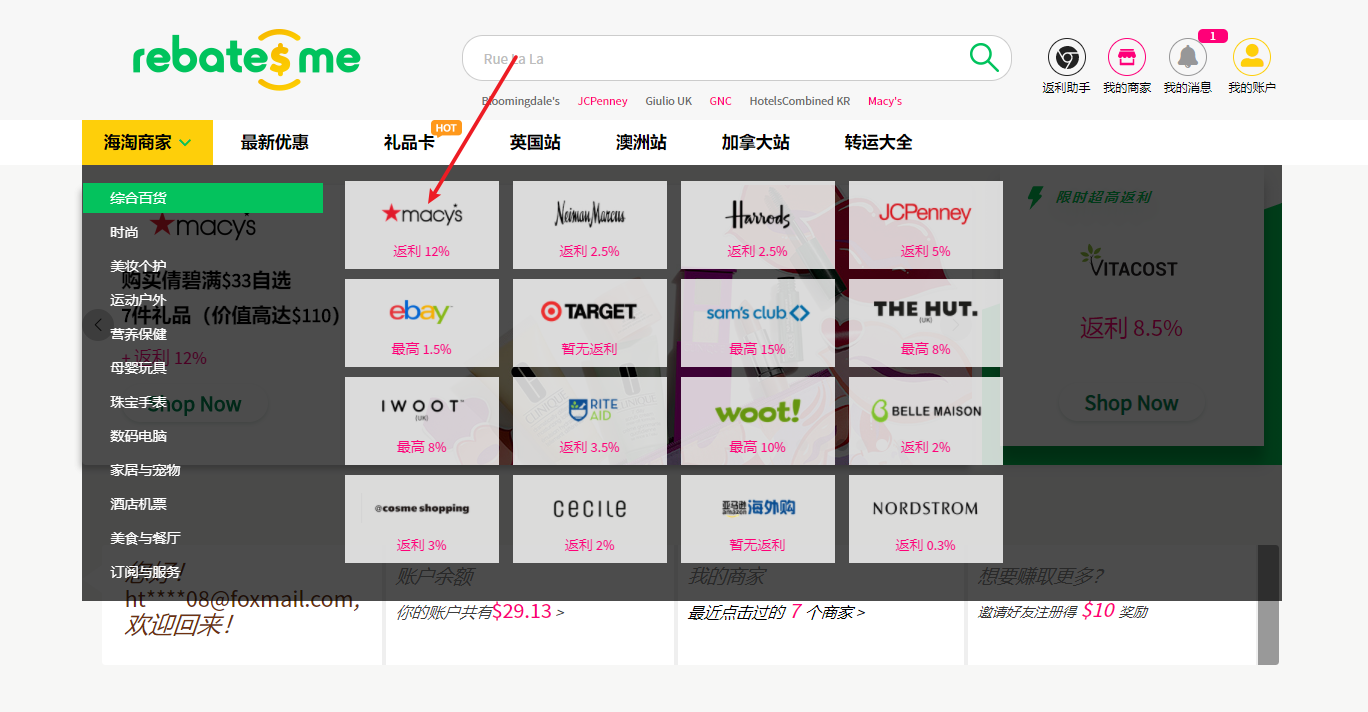 rebates me
Rue La La
1
返利助手 我的商家 我的消息 我的账户
Bloomingdale's JCPenney Giulio UK GNC HotelsCombined KR Macy's
海淘商家 最新优惠 礼品卡 HOT 英国站 澳洲站 加拿大站 转运大全
综合百货
时尚
美妆个护
运动户外
营养保健
母婴玩具
珠宝手表
数码电脑
家居与宠物
酒店机票
美食与餐厅
订阅与服务
macy's
购买倩碧满$33自选
7件礼品（价值高达$110）
+ 返利 12%
Shop Now
macy's Neiman Marcus Harrods JCPenney
返利 12% 返利 2.5% 返利 2.5% 返利 5%
ebay TARGET sam's club THE HUT.
(UK)
最高 1.5% 暂无返利 最高 15% 最高 8%
IWOOT RITE AID woot! BELLE MAISON
(UK)
最高 8% 返利 3.5% 最高 10% 返利 2%
@cosme shopping CECILE 亚马逊 amazon 海外购 NORDSTROM
返利 3% 返利 2% 暂无返利 返利 0.3%
限时超高返利
VITACOST
返利 8.5%
Shop Now
您好！
ht****08@foxmail.com,
欢迎回来！
账户余额
你的账户共有$29.13 >
我的商家
最近点击过的 7 个商家 >
想要赚取更多?
邀请好友注册得 $10 奖励